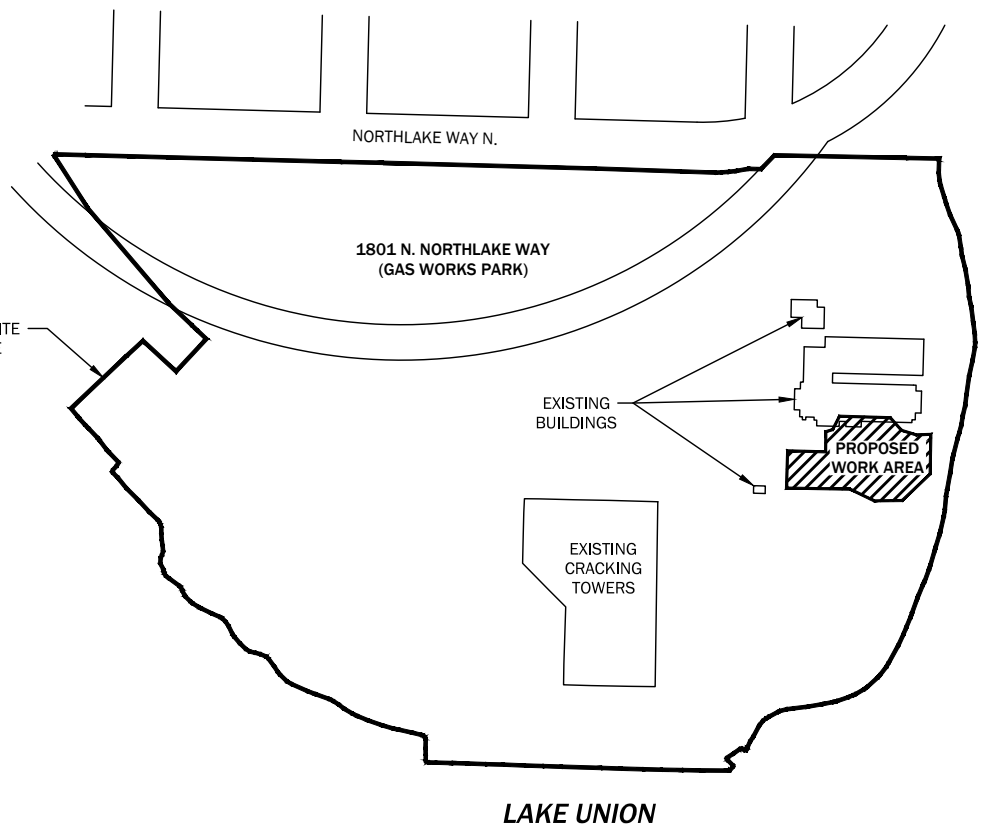 NORTHLAKE WAY N.
1801 N. NORTHLAKE WAY
(GAS WORKS PARK)
EXISTING
BUILDINGS
PROPOSED
WORK AREA
EXISTING
CRACKING
TOWERS
LAKE UNION